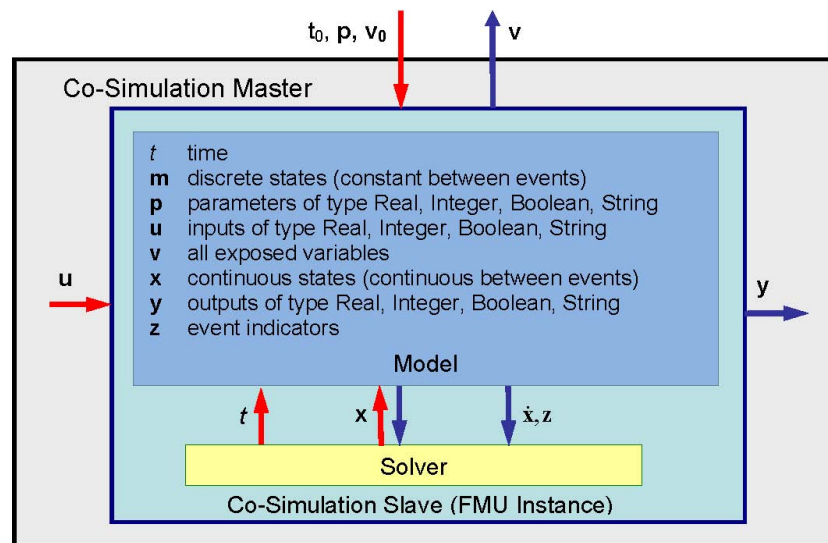 t₀, p, v₀
v
Co-Simulation Master
t time
m discrete states (constant between events)
p parameters of type Real, Integer, Boolean, String
u inputs of type Real, Integer, Boolean, String
v all exposed variables
x continuous states (continuous between events)
y outputs of type Real, Integer, Boolean, String
z event indicators
u
y
Model
t
x
ẋ, z
Solver
Co-Simulation Slave (FMU Instance)